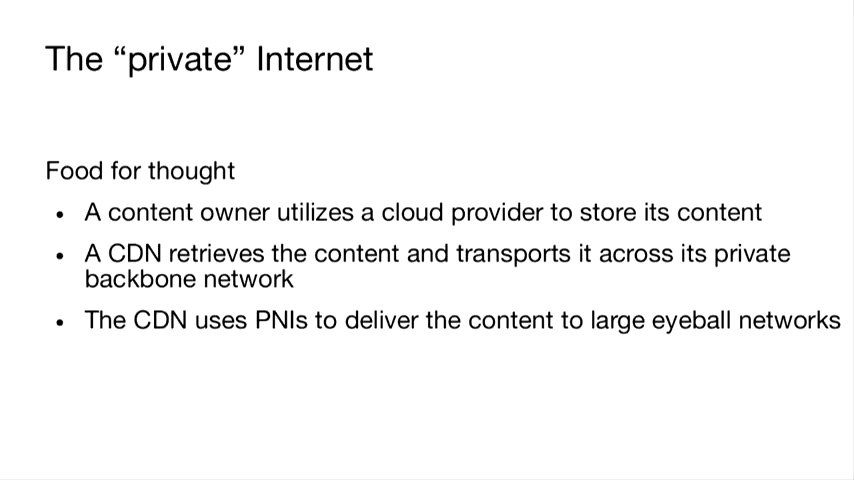 The “private” Internet
Food for thought
• A content owner utilizes a cloud provider to store its content
• A CDN retrieves the content and transports it across its private
backbone network
• The CDN uses PNIs to deliver the content to large eyeball networks